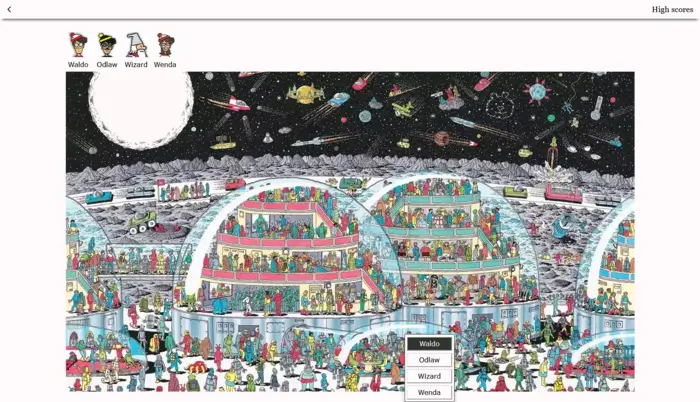 High scores
Waldo Odlaw Wizard Wenda
Waldo
Odlaw
Wizard
Wenda